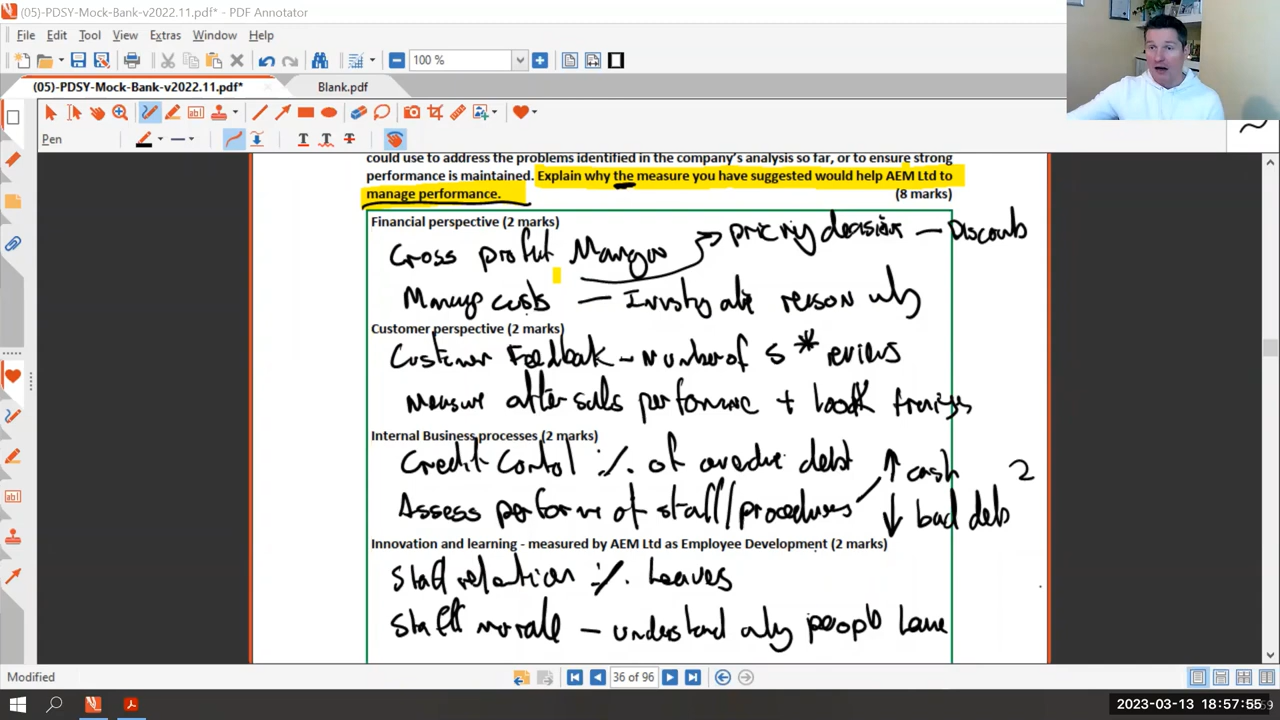 (05)-PDSY-Mock-Bank-v2022.11.pdf* - PDF Annotator
File Edit Tool View Extras Window Help
100 %
(05)-PDSY-Mock-Bank-v2022.11.pdf* Blank.pdf
Pen
could use to address the problems identified in the company's analysis so far, or to ensure strong
performance is maintained. Explain why the measure you have suggested would help AEM Ltd to
manage performance. (8 marks)
Financial perspective (2 marks)
Gross profit Margin pricing decision – Discounts
Manage costs – Investigate reason why
Customer perspective (2 marks)
Customer Feedback – Number of 5 * reviews
Measure after sales performance + look training
Internal Business processes (2 marks)
Credit Control % of overdue debt ↑ cash 2
Assess performance of staff/procedures ↓ bad debts
Innovation and learning - measured by AEM Ltd as Employee Development (2 marks)
Staff retention % Leavers
Staff morale – understand why people leave
Modified 36 of 96
2023-03-13 18:57:55